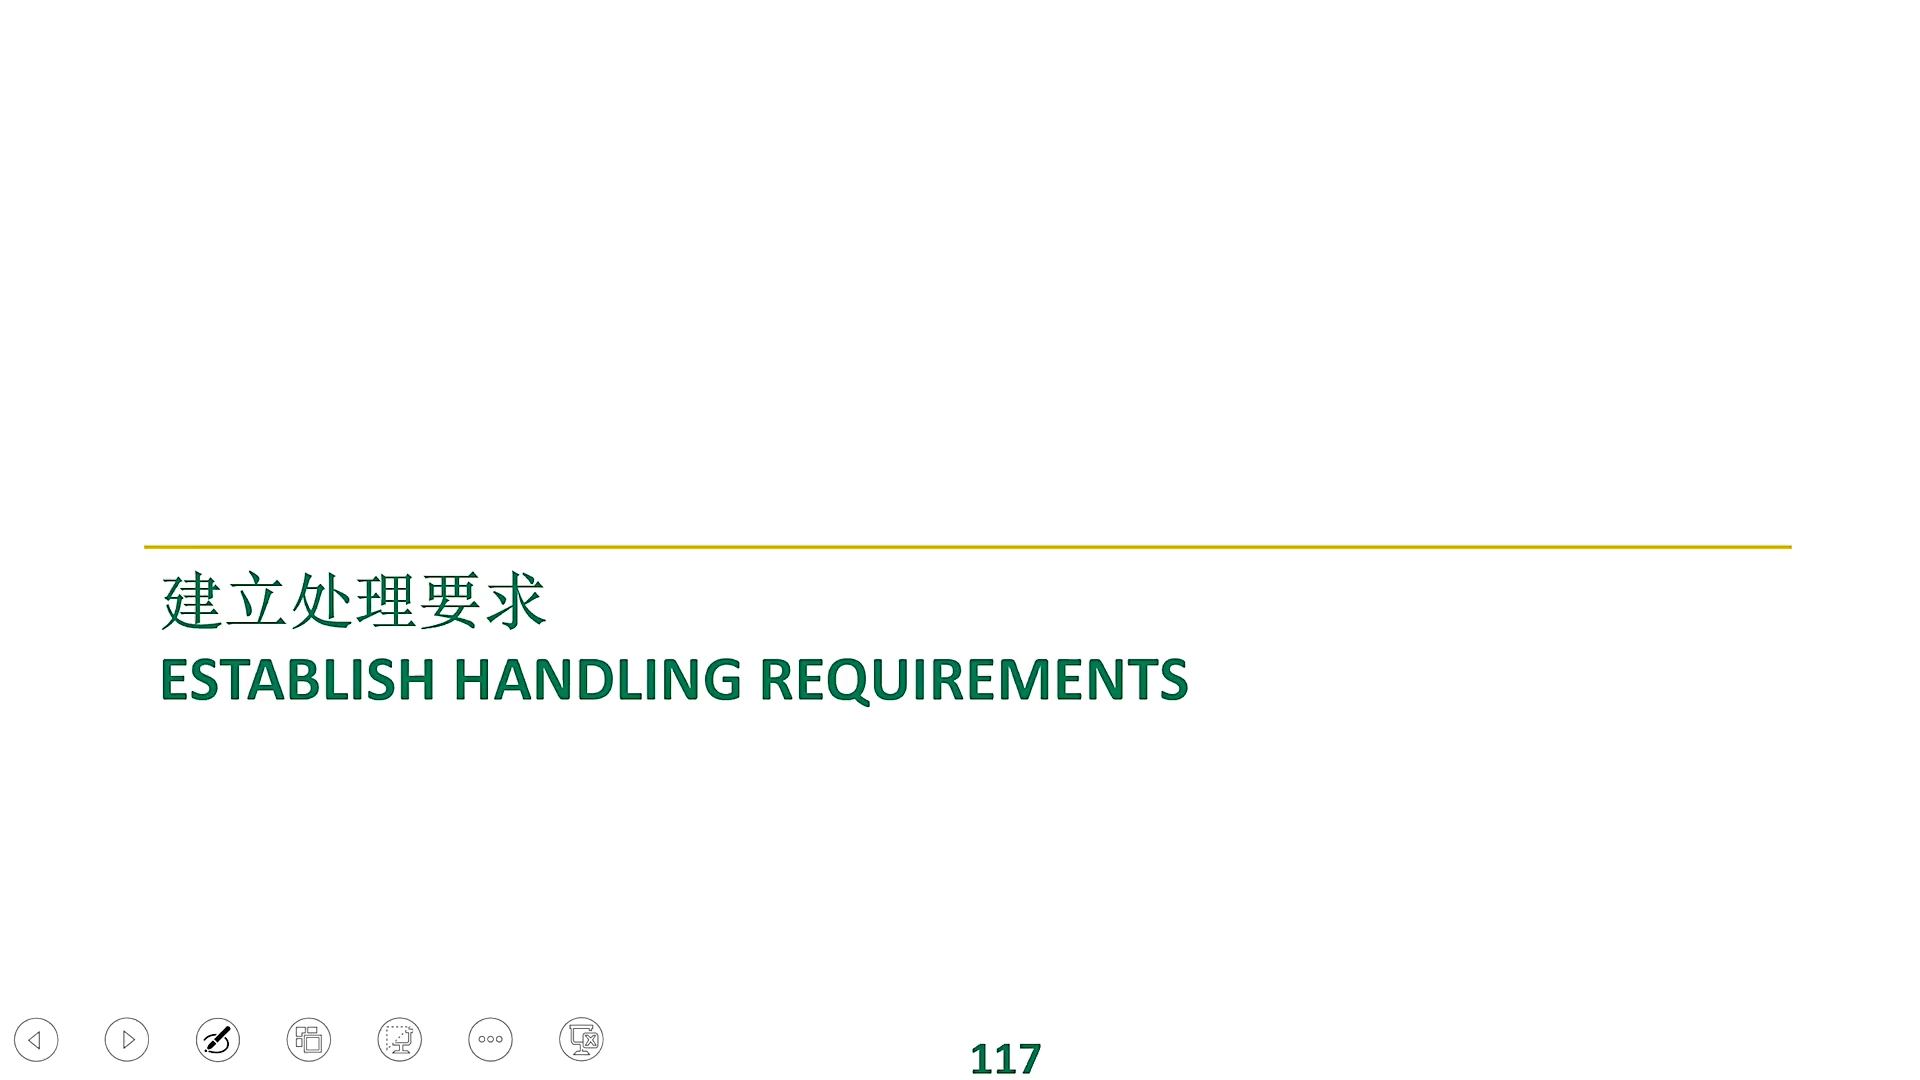 建立处理要求
ESTABLISH HANDLING REQUIREMENTS
117